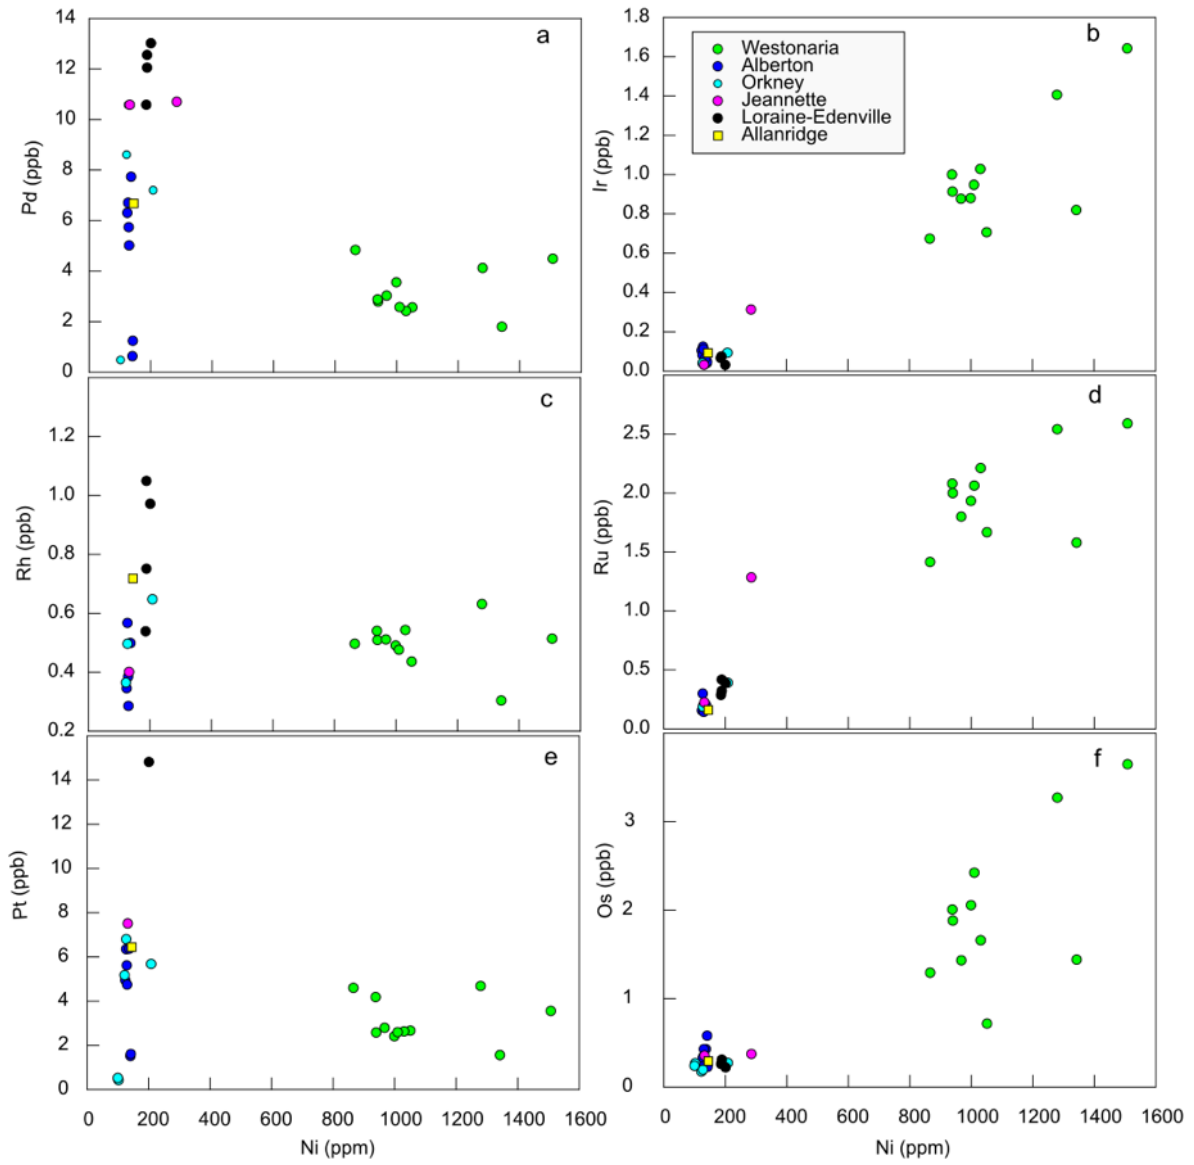 14
12
10
8
6
4
2
0
Pd (ppb)
a
1.8
1.6
1.4
1.2
1.0
0.8
0.6
0.4
0.2
0.0
Ir (ppb)
b
Westonaria
Alberton
Orkney
Jeannette
Loraine-Edenville
Allanridge
1.2
1.0
0.8
0.6
0.4
0.2
Rh (ppb)
c
2.5
2.0
1.5
1.0
0.5
0.0
Ru (ppb)
d
14
12
10
8
6
4
2
0
Pt (ppb)
e
0 200 400 600 800 1000 1200 1400 1600
Ni (ppm)
3
2
1
0
Os (ppb)
f
0 200 400 600 800 1000 1200 1400 1600
Ni (ppm)